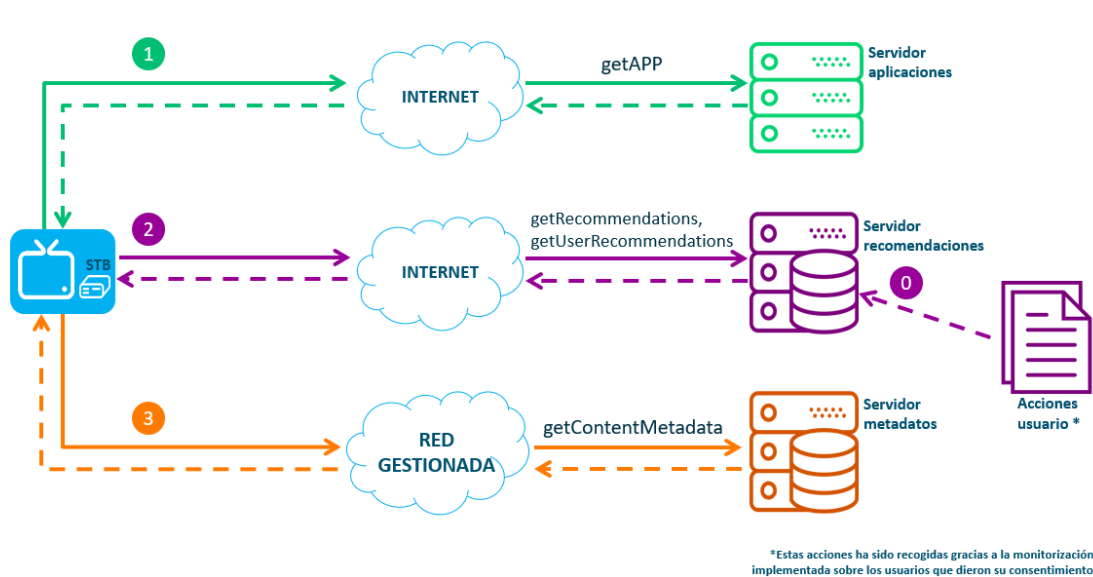 1
INTERNET
getAPP
Servidor
aplicaciones
2
INTERNET
getRecommendations,
getUserRecommendations
Servidor
recomendaciones
STB
0
3
RED
GESTIONADA
getContentMetadata
Servidor
metadatos
Acciones
usuario *
*Estas acciones ha sido recogidas gracias a la monitorización
implementada sobre los usuarios que dieron su consentimiento